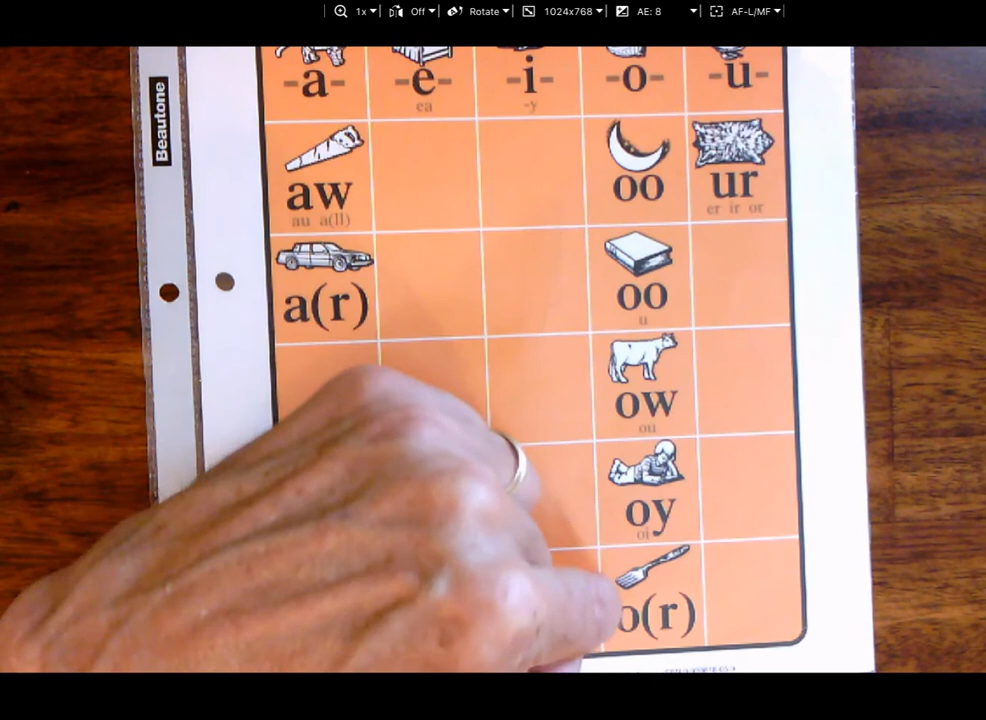 1x Off Rotate 1024x768 AE: 8 AF-L/MF
Beautone
-a- -e- -i- -o- -u-
ea -y
aw oo ur
au a(ll) er ir or
a(r) oo
u
ow
ou
oy
oi
o(r)